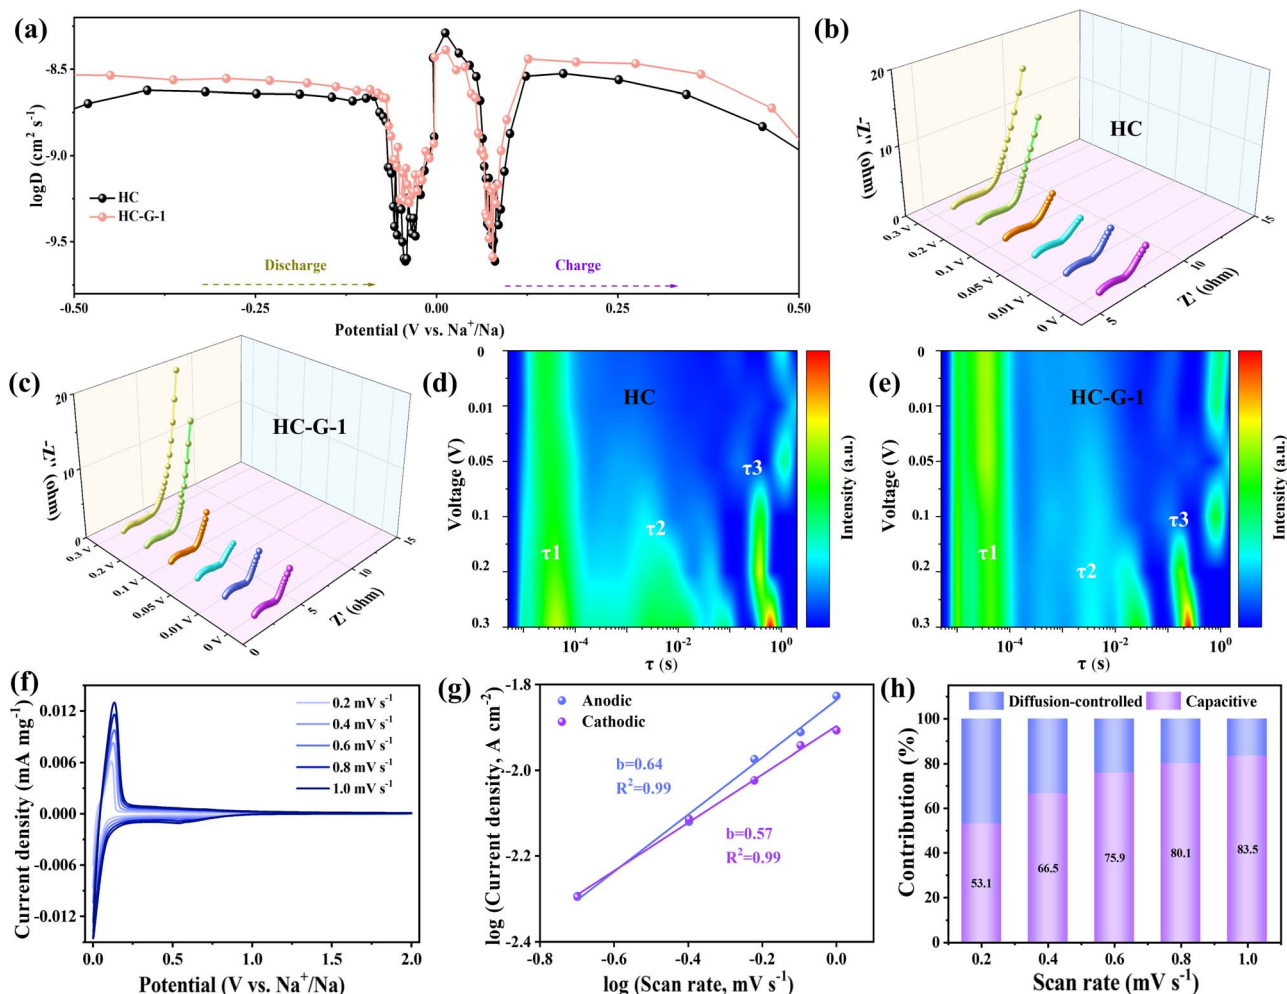 (a)
logD (cm² s⁻¹)
-8.5
-9.0
-9.5
HC
HC-G-1
Discharge
Charge
-0.50
-0.25
0.00
0.25
0.50
Potential (V vs. Na⁺/Na)
(b)
HC
-Z'' (ohm)
20
10
0
0.3 V
0.2 V
0.1 V
0.05 V
0.01 V
0 V
5
10
15
Z' (ohm)
(c)
HC-G-1
-Z'' (ohm)
20
10
0
0.3 V
0.2 V
0.1 V
0.05 V
0.01 V
0 V
0
5
10
15
Z' (ohm)
(d)
HC
Voltage (V)
0
0.01
0.05
0.1
0.2
0.3
τ1
τ2
τ3
10⁻⁴
10⁻²
10⁰
τ (s)
Intensity (a.u.)
(e)
HC-G-1
Voltage (V)
0
0.01
0.05
0.1
0.2
0.3
τ1
τ2
τ3
10⁻⁴
10⁻²
10⁰
τ (s)
Intensity (a.u.)
(f)
Current density (mA mg⁻¹)
0.012
0.006
0.000
-0.006
-0.012
0.2 mV s⁻¹
0.4 mV s⁻¹
0.6 mV s⁻¹
0.8 mV s⁻¹
1.0 mV s⁻¹
0.0
0.5
1.0
1.5
2.0
Potential (V vs. Na⁺/Na)
(g)
log (Current density, A cm⁻²)
-1.8
-2.0
-2.2
-2.4
Anodic
Cathodic
b=0.64
R²=0.99
b=0.57
R²=0.99
-0.8
-0.6
-0.4
-0.2
0.0
log (Scan rate, mV s⁻¹)
(h)
Contribution (%)
100
80
60
40
20
0
Diffusion-controlled
Capacitive
53.1
66.5
75.9
80.1
83.5
0.2
0.4
0.6
0.8
1.0
Scan rate (mV s⁻¹)